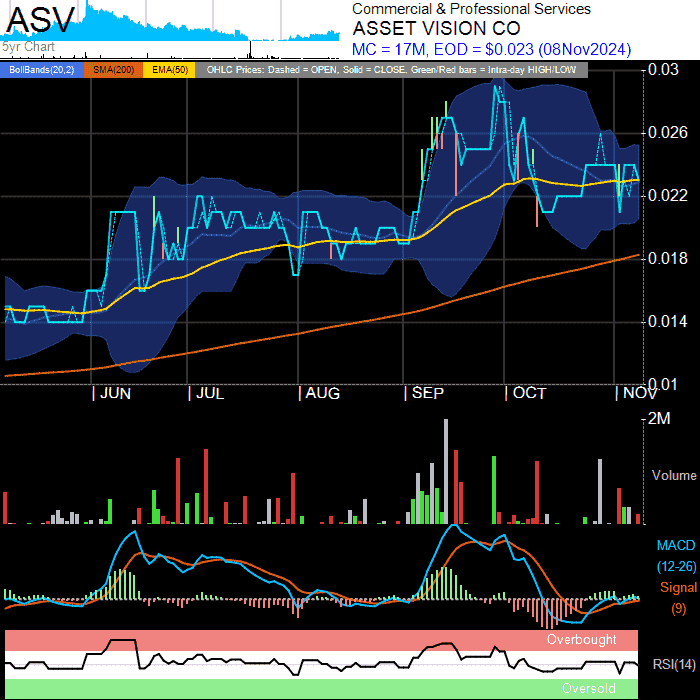 ASV
5yr Chart
Commercial & Professional Services
ASSET VISION CO
MC = 17M, EOD = $0.023 (08Nov2024)
BollBands(20,2) SMA(200) EMA(50) OHLC Prices: Dashed = OPEN, Solid = CLOSE, Green/Red bars = Intra-day HIGH/LOW
0.03
0.026
0.022
0.018
0.014
0.01
JUN JUL AUG SEP OCT NOV
2M
Volume
MACD
(12-26)
Signal
(9)
Overbought
RSI(14)
Oversold